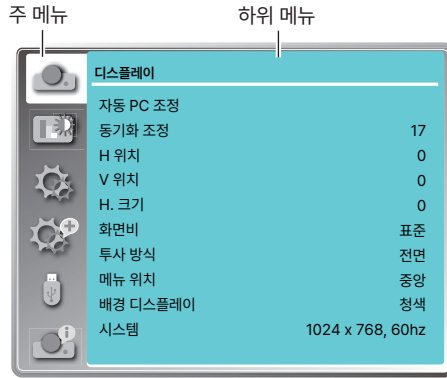 주 메뉴 하위 메뉴
디스플레이
자동 PC 조정
동기화 조정 17
H 위치 0
V 위치 0
H. 크기 0
화면비 표준
투사 방식 전면
메뉴 위치 중앙
배경 디스플레이 청색
시스템 1024 x 768, 60hz